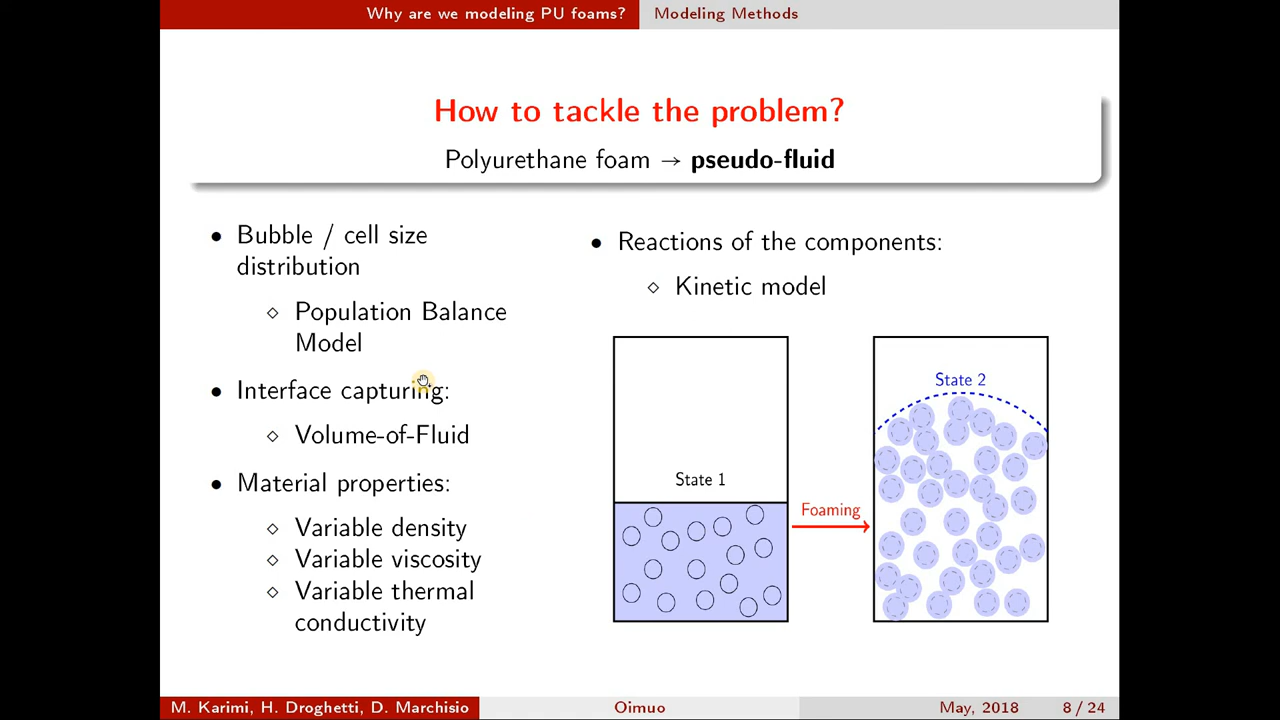 Why are we modeling PU foams? Modeling Methods
How to tackle the problem?
Polyurethane foam → pseudo-fluid
• Bubble / cell size
distribution
◇ Population Balance
Model
• Interface capturing:
◇ Volume-of-Fluid
• Material properties:
◇ Variable density
◇ Variable viscosity
◇ Variable thermal
conductivity
• Reactions of the components:
◇ Kinetic model
State 1
Foaming
State 2
M. Karimi, H. Droghetti, D. Marchisio Oimuo May, 2018 8 / 24